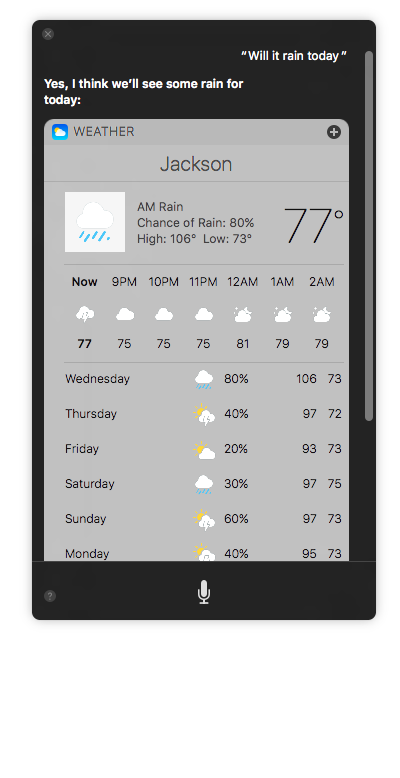 “Will it rain today”
Yes, I think we’ll see some rain for
today:
WEATHER
Jackson
AM Rain
Chance of Rain: 80%
High: 106° Low: 73°
77°
Now 9PM 10PM 11PM 12AM 1AM 2AM
77 75 75 75 81 79 79
Wednesday 80% 106 73
Thursday 40% 97 72
Friday 20% 93 73
Saturday 30% 97 75
Sunday 60% 97 73
Monday 40% 95 73
?